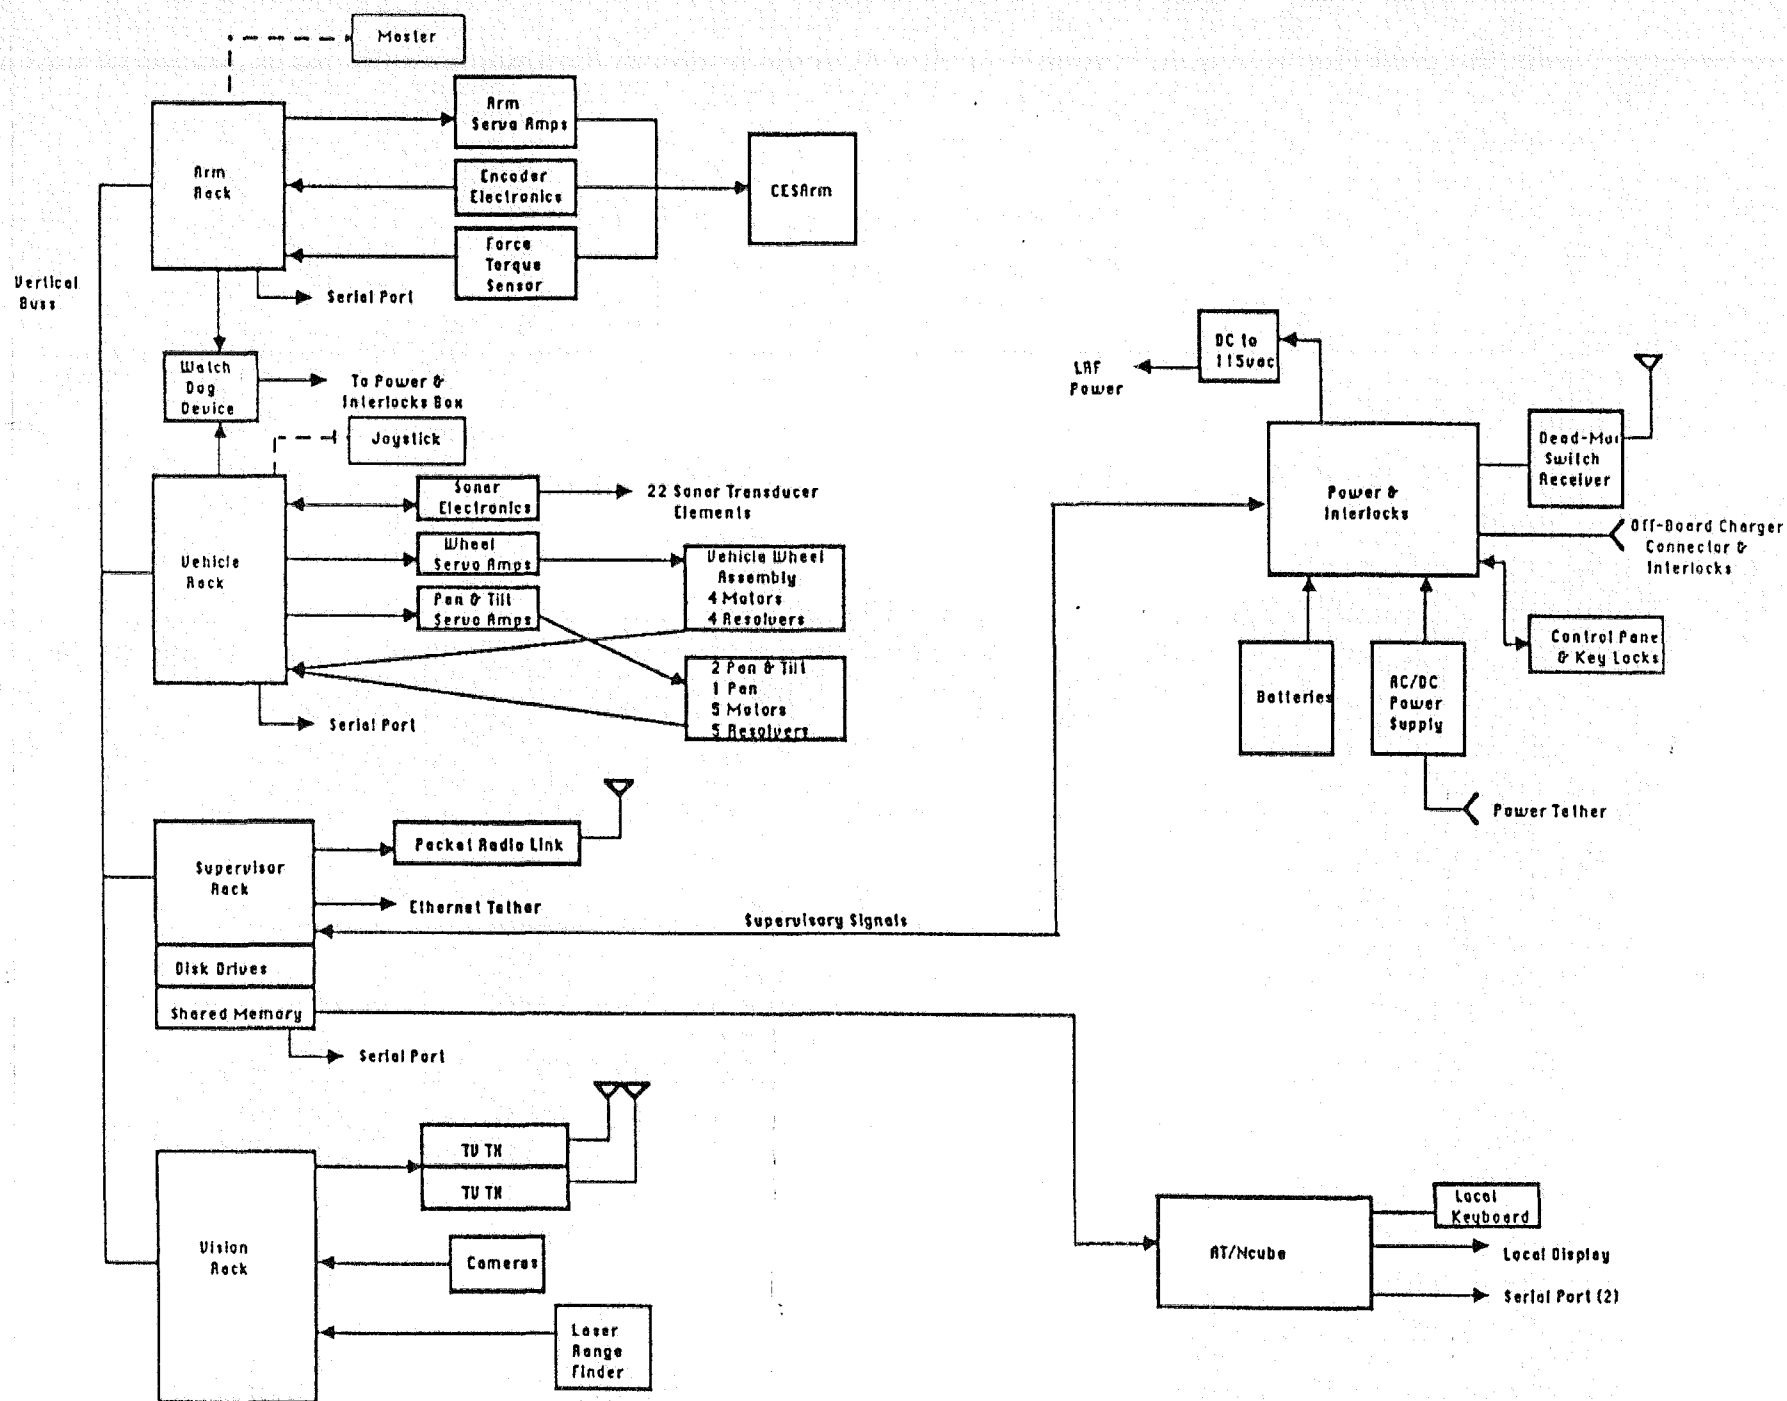 Master
Arm
Servo Amps
Arm
Rack
Encoder
Electronics
CESArm
Force
Torque
Sensor
Vertical
Buss
Serial Port
Watch
Dog
Device
To Power &
Interlocks Box
Joystick
Sonar
Electronics
22 Sonar Transducer
Elements
Vehicle
Rack
Wheel
Servo Amps
Vehicle Wheel
Assembly
4 Motors
4 Resolvers
Pan & Tilt
Servo Amps
2 Pan & Tilt
1 Pan
5 Motors
5 Resolvers
Serial Port
Supervisor
Rack
Packet Radio Link
Ethernet Tether
Supervisory Signals
Disk Drives
Shared Memory
Serial Port
TV TX
TV TX
Vision
Rack
Cameras
Laser
Range
Finder
DC to
115vac
LAF
Power
Dead-Ma
Switch
Receiver
Power &
Interlocks
Off-Board Charger
Connector &
Interlocks
Control Pane
& Key Locks
Batteries
AC/DC
Power
Supply
Power Tether
Local
Keyboard
AT/Ncube
Local Display
Serial Port (2)